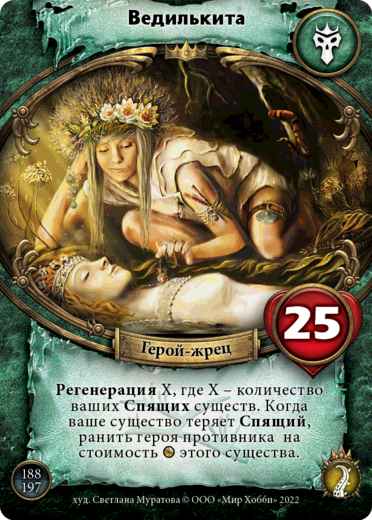 Ведилькита
Герой-жрец
25
Регенерация X, где X – количество
ваших Спящих существ. Когда
ваше существо теряет Спящий,
ранить героя противника на
стоимость этого существа.
188
197
худ. Светлана Муратова © ООО «Мир Хобби» 2022